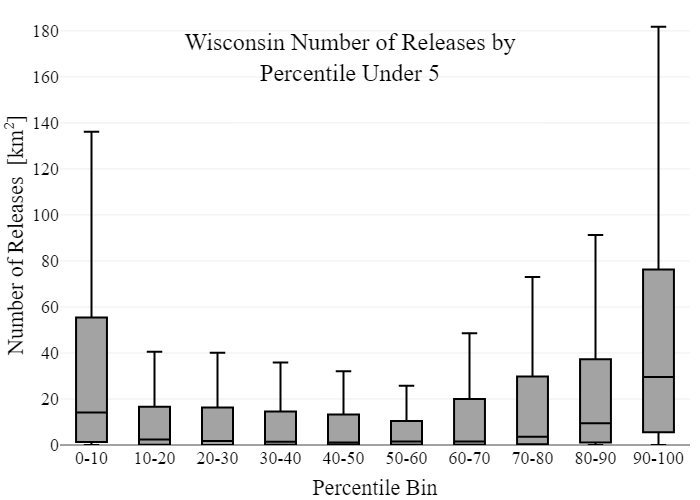 Wisconsin Number of Releases by
Percentile Under 5
Number of Releases [km²]
180
160
140
120
100
80
60
40
20
0
0-10 10-20 20-30 30-40 40-50 50-60 60-70 70-80 80-90 90-100
Percentile Bin